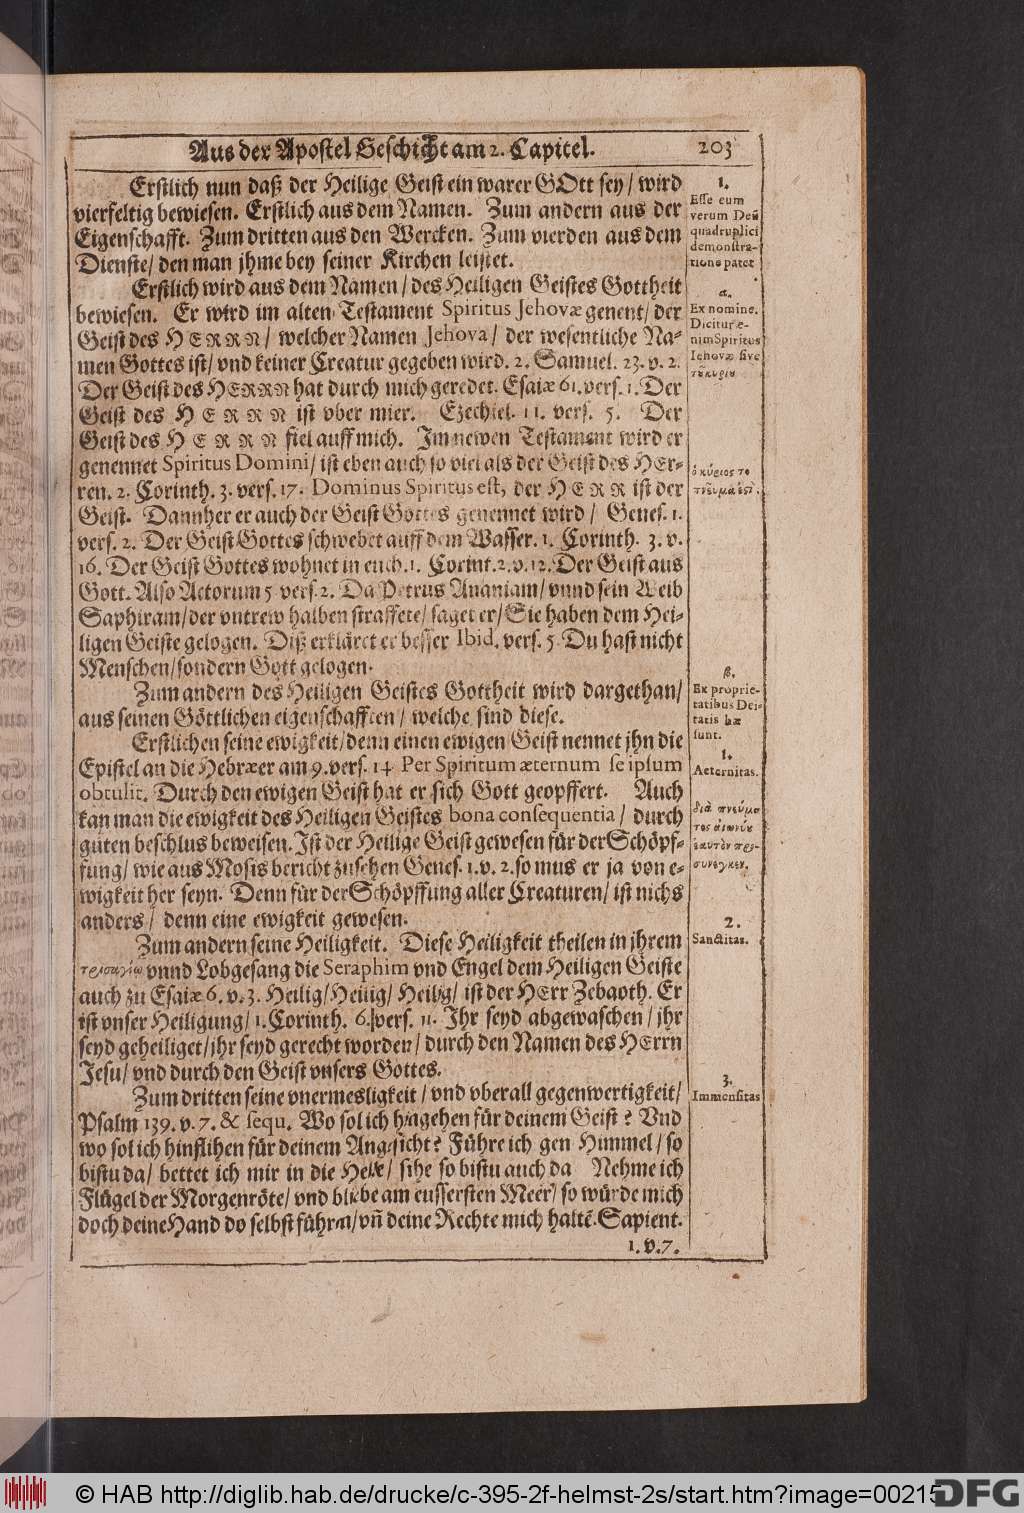 Aus der Apostel Geschicht am 2. Capitel.
203
Erstlich nun daß der Heilige Geist ein warer GOtt sey/ wird
vierfeltig bewiesen. Erstlich aus dem Namen. Zum andern aus der
Eigenschafft. Zum dritten aus den Wercken. Zum vierden aus dem
Dienste/ den man jhme bey seiner Kirchen leistet.
Erstlich wird aus dem Namen/ des Heiligen Geistes Gottheit
bewiesen. Er wird im alten Testament Spiritus Jehovæ genent/ der
Geist des HERRN/ welcher Namen Jehova/ der wesentliche Na-
men Gottes ist/ vnd keiner Creatur gegeben wird. 2. Samuel. 23. v. 2.
Der Geist des HERRN hat durch mich geredet. Esaiæ 61. vers. 1. Der
Geist des HERRN ist vber mier. Ezechiel. 11. vers. 5. Der
Geist des HERRN fiel auff mich. Im newen Testament wird er
genennet Spiritus Domini/ ist eben auch so viel als der Geist des HEr-
ren. 2. Corinth. 3. vers. 17. Dominus Spiritus est, der HERR ist der
Geist. Dannher er auch der Geist Gottes genennet wird/ Genes. 1.
vers. 2. Der Geist Gottes schwebet auff dem Wasser. 1. Corinth. 3. v.
16. Der Geist Gottes wohnet in euch. 1. Corint. 2. v. 12. Der Geist aus
Gott. Also Actorum 5 vers. 2. Da Petrus Ananiam/ vnnd sein Weib
Saphiram/ der vntrew halben straffete/ saget er/ Sie haben dem Hei-
ligen Geiste gelogen. Diß erkläret er besser Ibid. vers. 5. Du hast nicht
Menschen/ sondern Gott gelogen.
Zum andern des Heiligen Geistes Gottheit wird dargethan/
aus seinen Göttlichen eigenschafften/ welche sind diese.
Erstlichen seine ewigkeit/ denn einen ewigen Geist nennet jhn die
Epistel an die Hebræer am 9. vers. 14 Per Spiritum æternum se ipsum
obtulit. Durch den ewigen Geist hat er sich Gott geopffert. Auch
kan man die ewigkeit des Heiligen Geistes bona consequentia/ durch
guten beschlus beweisen. Ist der Heilige Geist gewesen für der Schöpf-
fung/ wie aus Mosis bericht zusehen Genes. 1. v. 2. so mus er ja von e-
wigkeit her seyn. Denn für der Schöpffung aller Creaturen/ ist nichs
anders/ denn eine ewigkeit gewesen.
Zum andern seine Heiligkeit. Diese Heiligkeit theilen in jhrem
τρισαγίῳ vnnd Lobgesang die Seraphim vnd Engel dem Heiligen Geiste
auch zu Esaiæ 6. v. 3. Heilig/ Heilig/ Heilig/ ist der HErr Zebaoth. Er
ist vnser Heiligung/ 1. Corinth. 6. vers. 11. Ihr seyd abgewaschen/ jhr
seyd geheiliget/ jhr seyd gerecht worden/ durch den Namen des HErrn
Jesu/ vnd durch den Geist vnsers Gottes.
Zum dritten seine vnermesligkeit/ vnd vberall gegenwertigkeit/
Psalm 139. v. 7. & sequ. Wo sol ich hingehen für deinem Geist? Vnd
wo sol ich hinflihen für deinem Angesicht? Führe ich gen Himmel/ so
bistu da/ bettet ich mir in die Helle/ sihe so bistu auch da Nehme ich
Flügel der Morgenröte/ vnd bliebe am eussersten Meer/ so würde mich
doch deine Hand do selbst führen/ vñ deine Rechte mich haltē. Sapient.
1. v. 7.
1.
Esse eum
verum Deū
quadruplici
demonstra-
tione patet
α.
Ex nomine.
Dicitur e-
nim Spiritus
Iehovæ sive
τοῦ κυρίου
ὁ κύριος τὸ
πνεῦμα ἐστι.
β.
Ex proprie-
tatibus Dei-
tatis hæ
sunt.
1.
Aeternitas.
διὰ πνεύμα
τος αἰωνίου
ἑαυτὸν προ-
σήνεγκεν.
2.
Sanctitas.
3.
Immensitas
© HAB http://diglib.hab.de/drucke/c-395-2f-helmst-2s/start.htm?image=00215
DFG